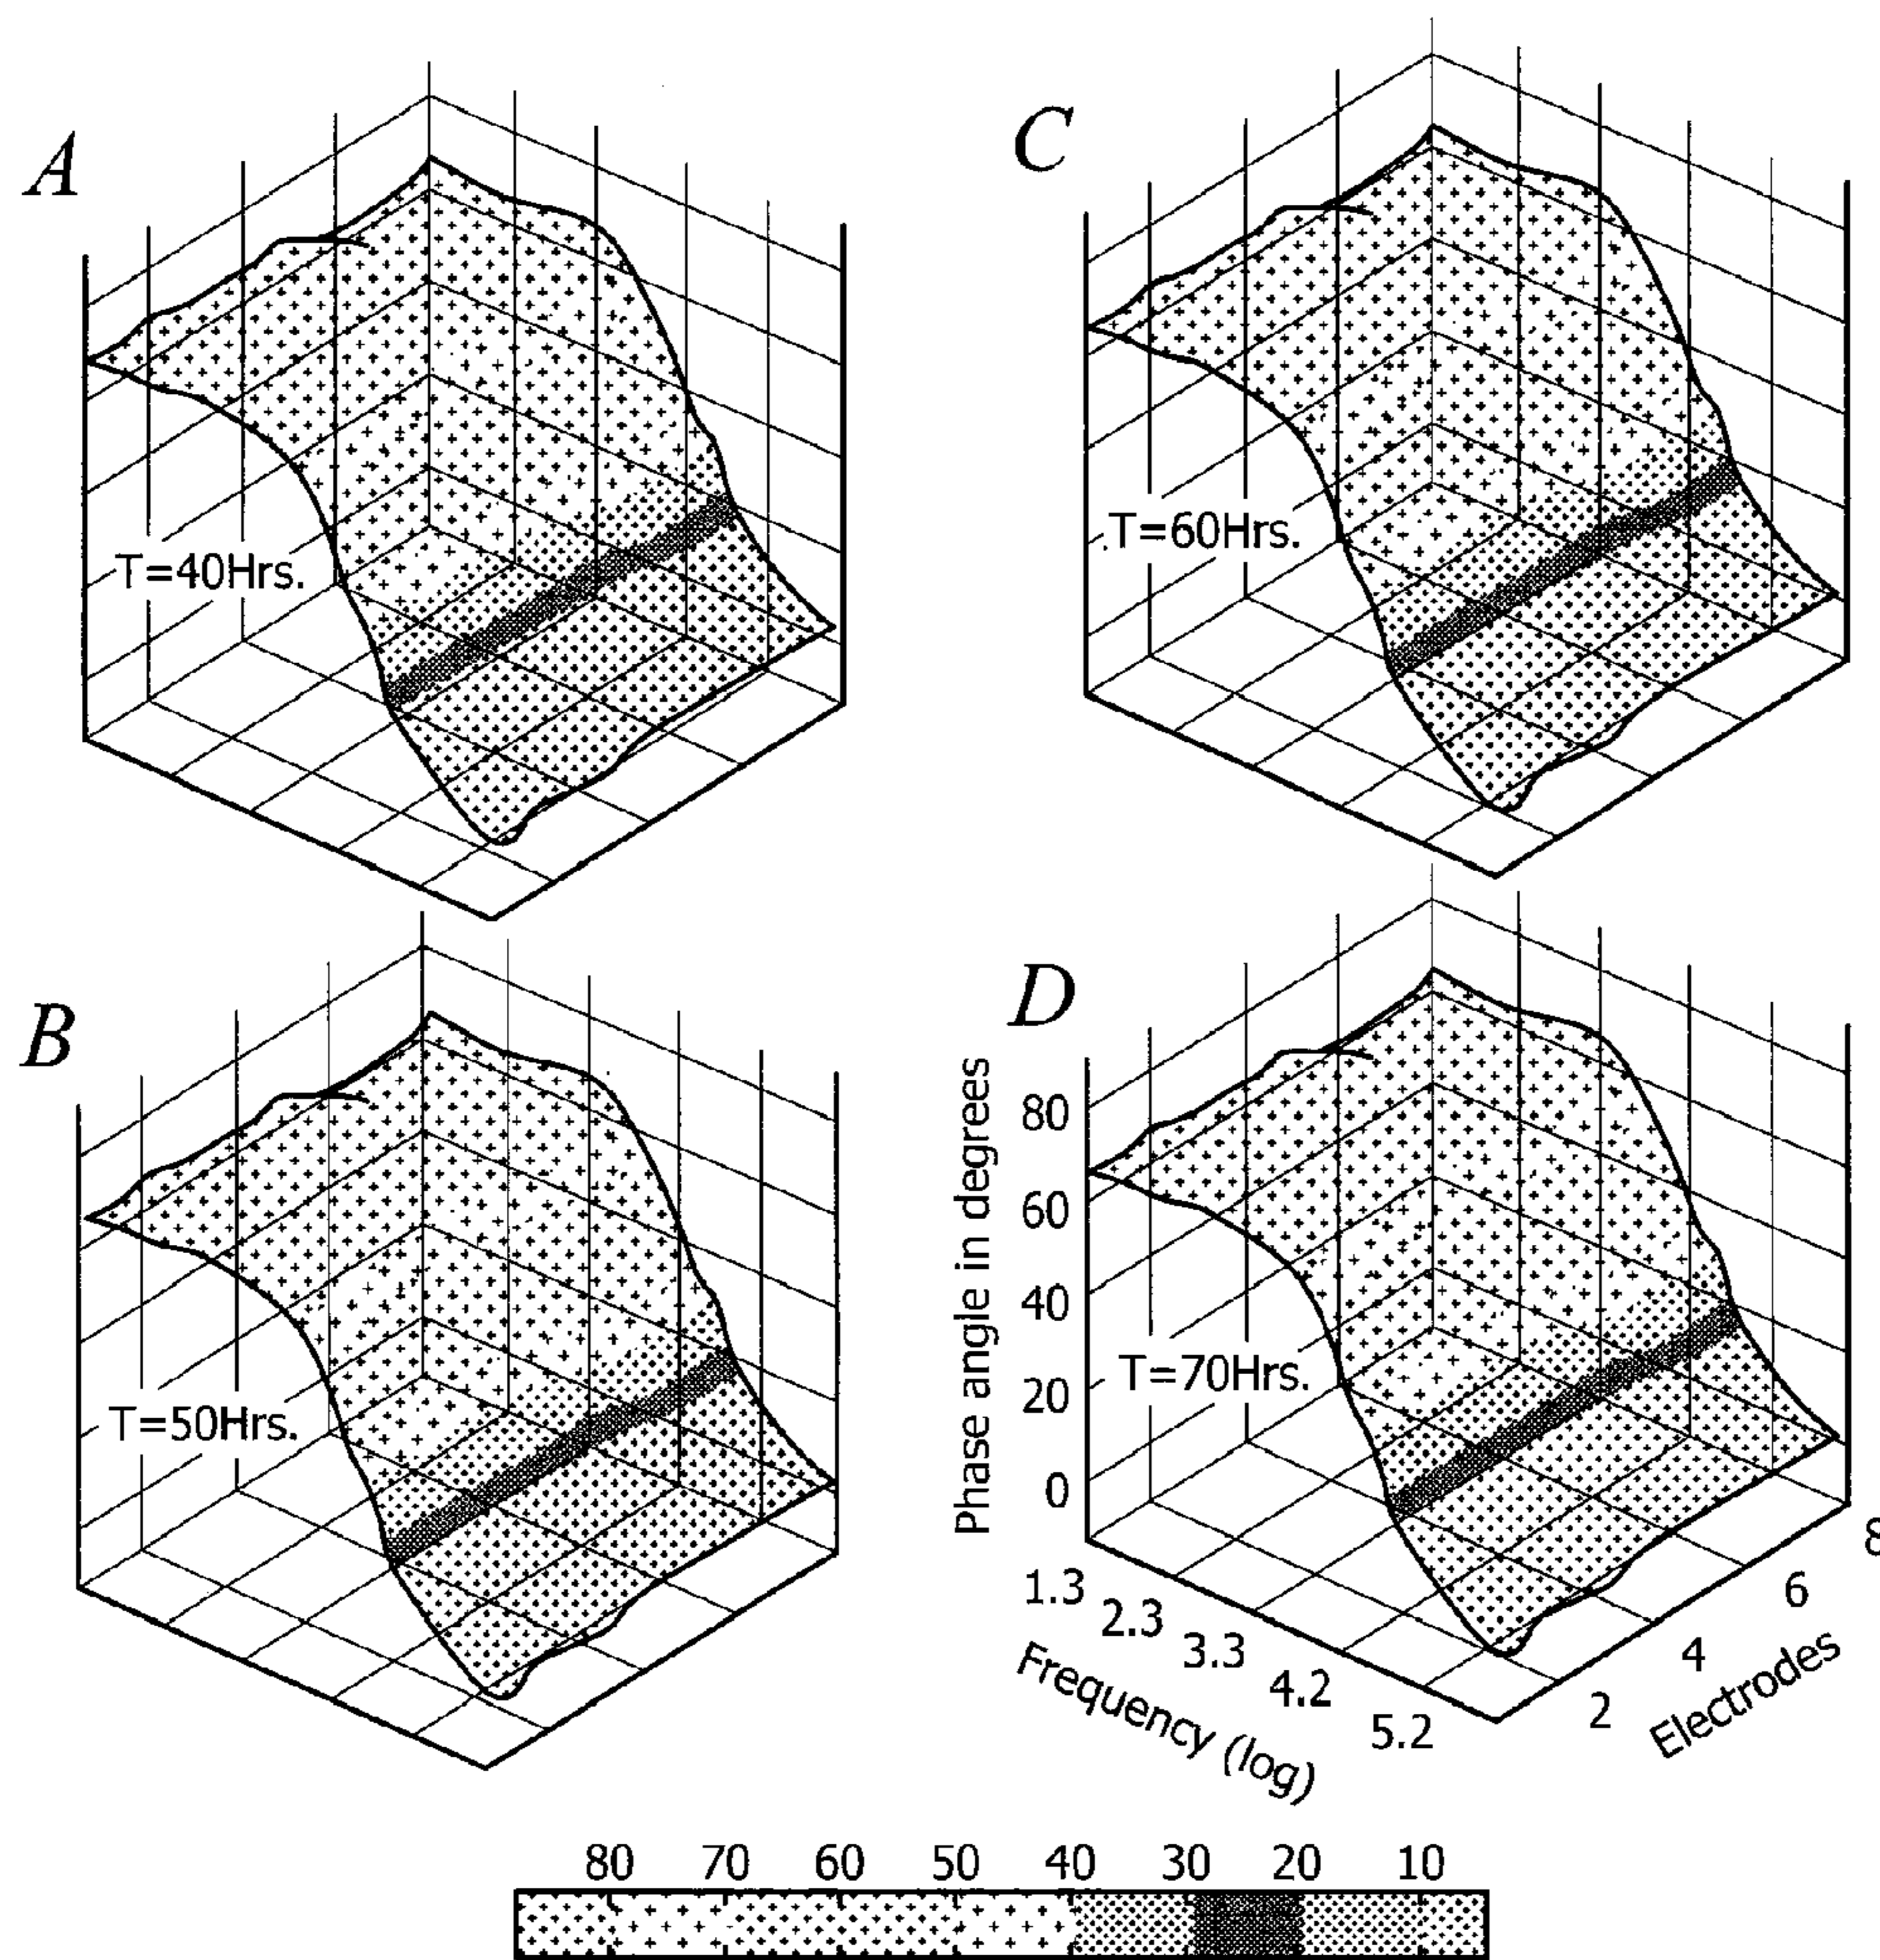 A
T=40Hrs.
C
T=60Hrs.
B
T=50Hrs.
D
T=70Hrs.
Phase angle in degrees
80
60
40
20
0
1.3
2.3
3.3
4.2
5.2
Frequency (log)
2
4
6
8
Electrodes
80 70 60 50 40 30 20 10